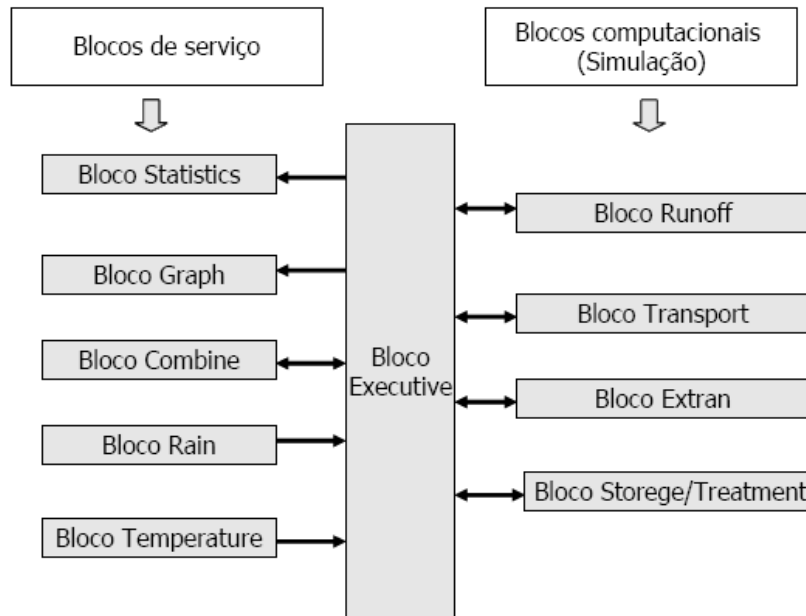 Blocos de serviço
Blocos computacionais
(Simulação)
Bloco Statistics
Bloco Graph
Bloco Combine
Bloco Rain
Bloco Temperature
Bloco
Executive
Bloco Runoff
Bloco Transport
Bloco Extran
Bloco Storege/Treatment